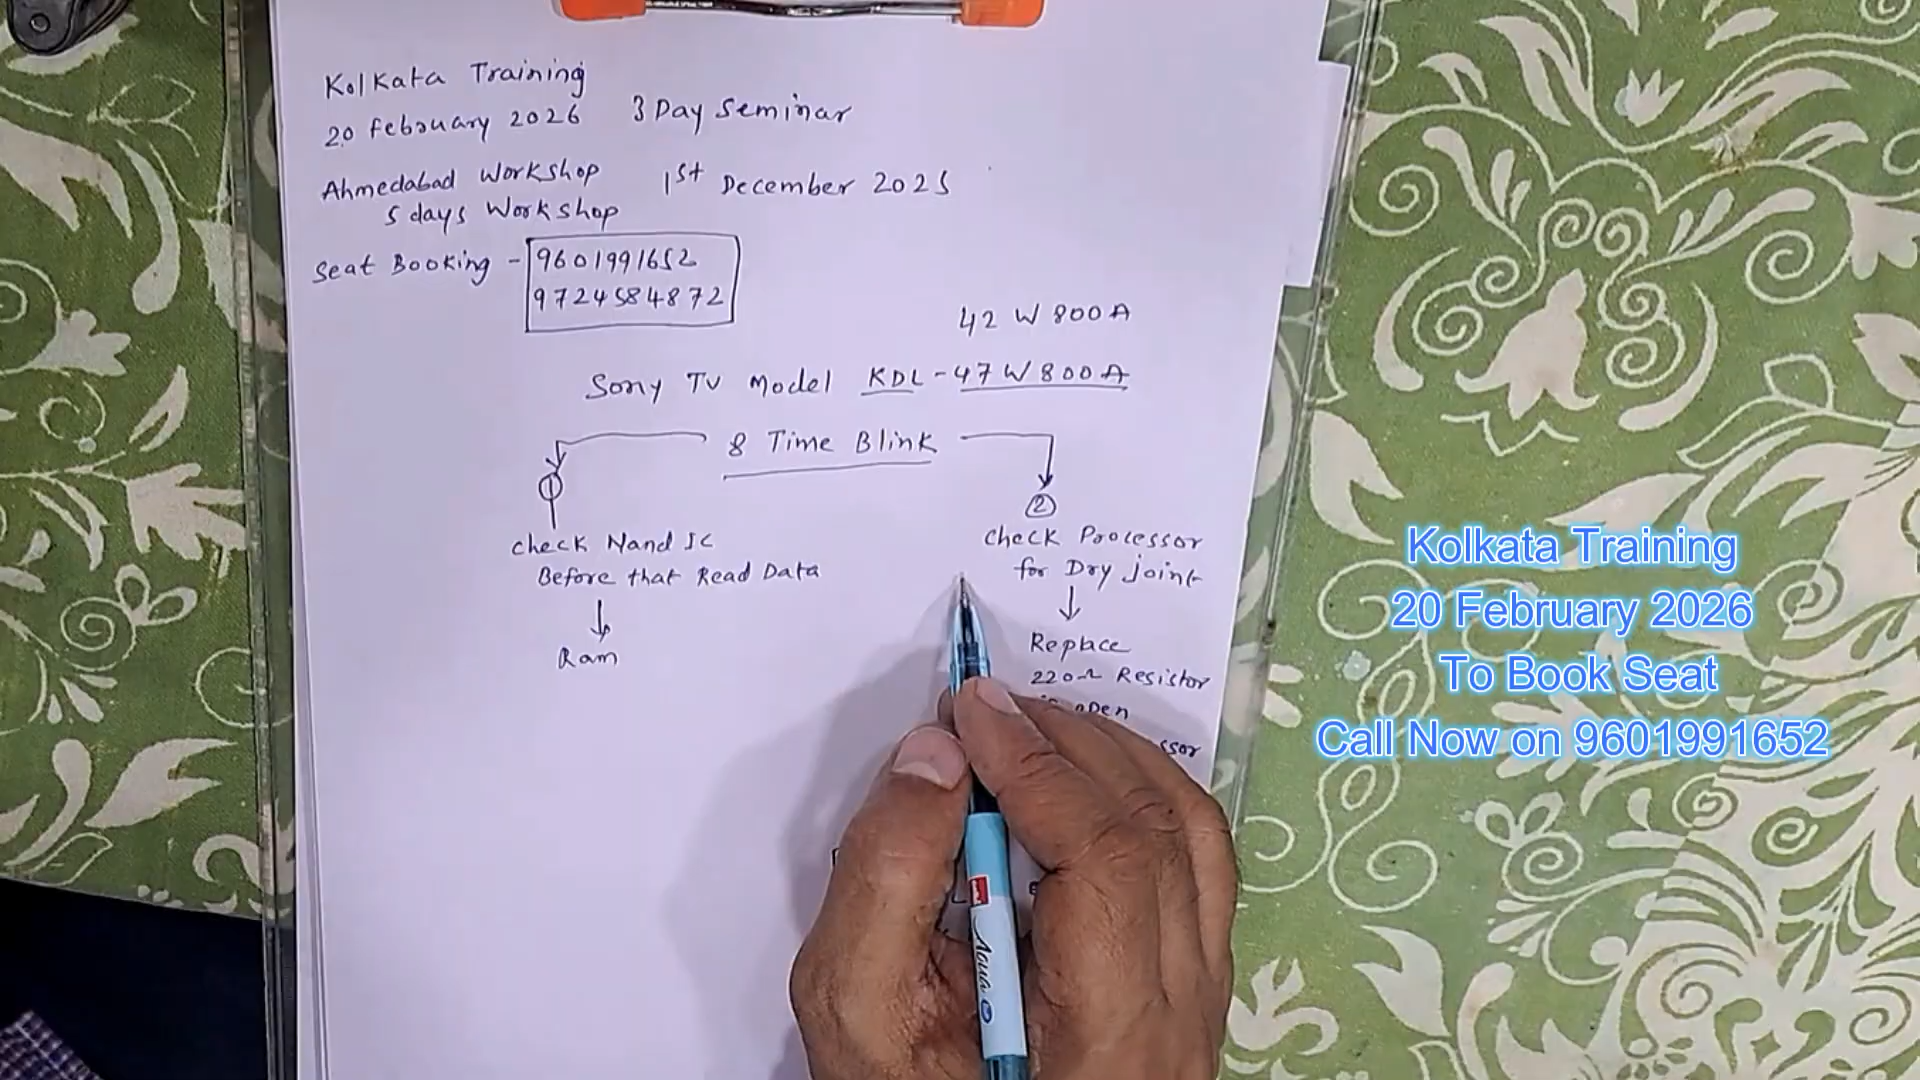 Kolkata Training
20 February 2026 3 Day Seminar
Ahmedabad Workshop 1st December 2025
5 days Workshop
Seat Booking - 9601991652
9724584872
42 W 800A
Sony TV Model KDL-47W800A
8 Time Blink
1
2
check Nand IC
Before that Read Data
Ram
check Processor
for Dry joint
Replace
220Ω Resistor
open
Kolkata Training
20 February 2026
To Book Seat
Call Now on 9601991652
Aqua